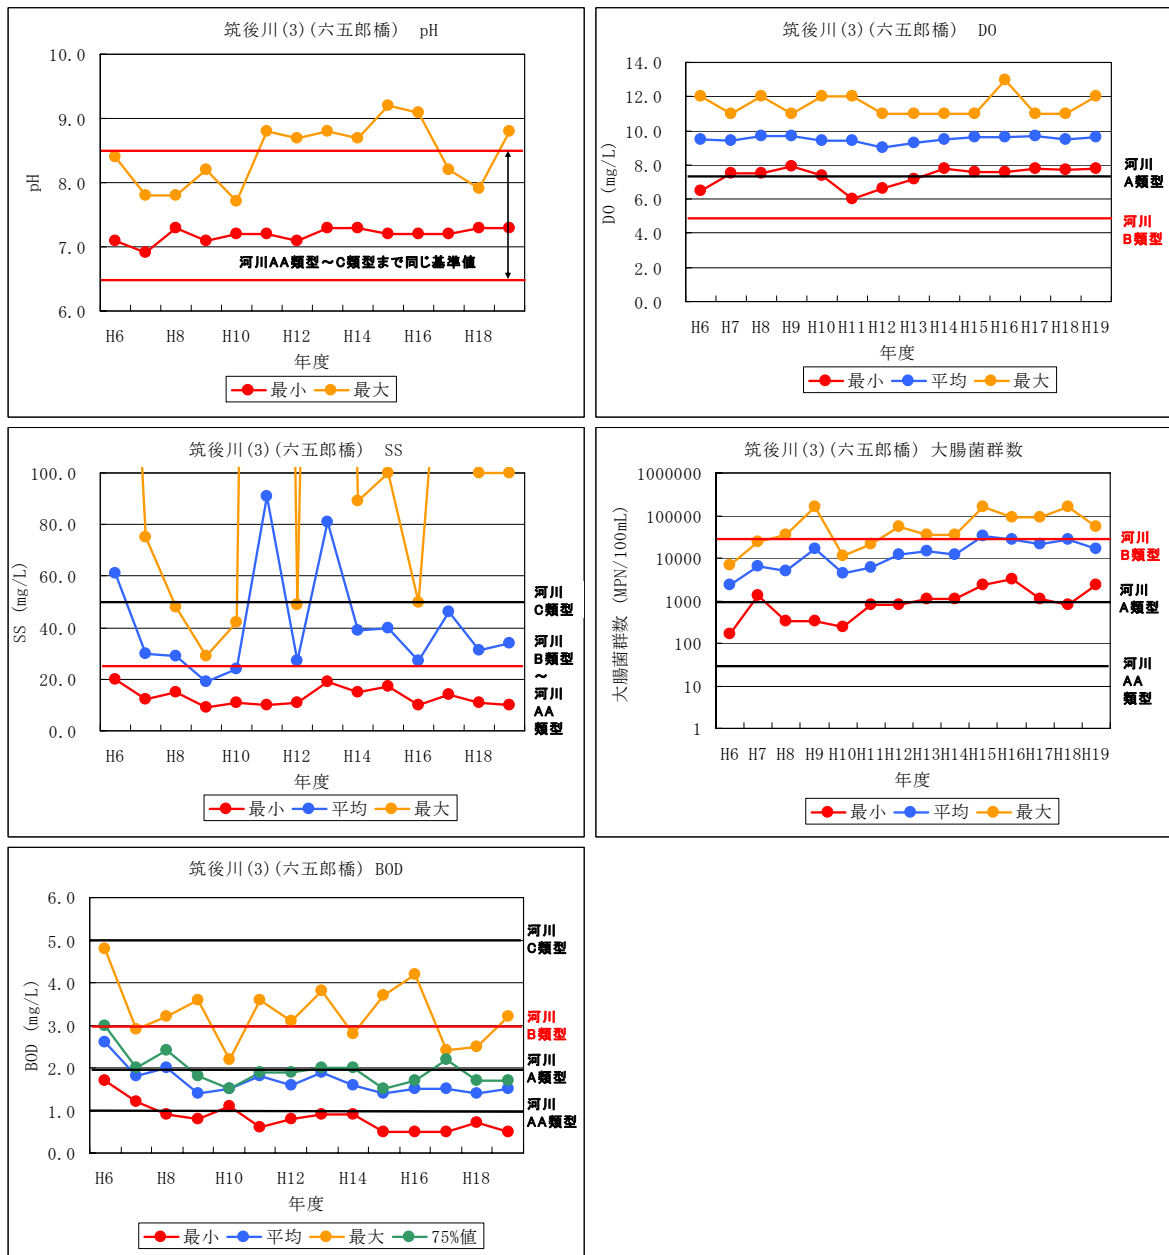 筑後川(3)(六五郎橋) pH
10.0
9.0
8.0
7.0
6.0
pH
河川AA類型～C類型まで同じ基準値
H6 H8 H10 H12 H14 H16 H18
年度
最小 最大
筑後川(3)(六五郎橋) DO
14.0
12.0
10.0
8.0
6.0
4.0
2.0
0.0
DO (mg/L)
河川
A類型
河川
B類型
H6 H7 H8 H9 H10 H11 H12 H13 H14 H15 H16 H17 H18 H19
年度
最小 平均 最大
筑後川(3)(六五郎橋) SS
100.0
80.0
60.0
40.0
20.0
0.0
SS (mg/L)
河川
C類型
河川
B類型
～
河川
AA
類型
H6 H8 H10 H12 H14 H16 H18
年度
最小 平均 最大
筑後川(3)(六五郎橋) 大腸菌群数
1000000
100000
10000
1000
100
10
1
大腸菌群数 (MPN/100mL)
河川
B類型
河川
A類型
河川
AA
類型
H6 H7 H8 H9 H10 H11 H12 H13 H14 H15 H16 H17 H18 H19
年度
最小 平均 最大
筑後川(3)(六五郎橋) BOD
6.0
5.0
4.0
3.0
2.0
1.0
0.0
BOD (mg/L)
河川
C類型
河川
B類型
河川
A類型
河川
AA類型
H6 H8 H10 H12 H14 H16 H18
年度
最小 平均 最大 75%値